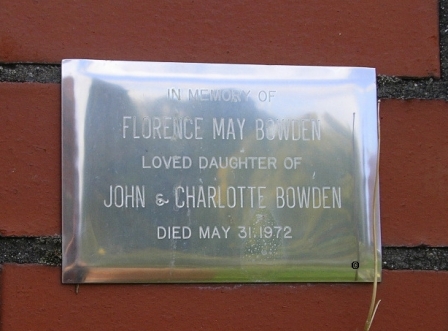 IN MEMORY OF
FLORENCE MAY BOWDEN
LOVED DAUGHTER OF
JOHN & CHARLOTTE BOWDEN
DIED MAY 31.1972